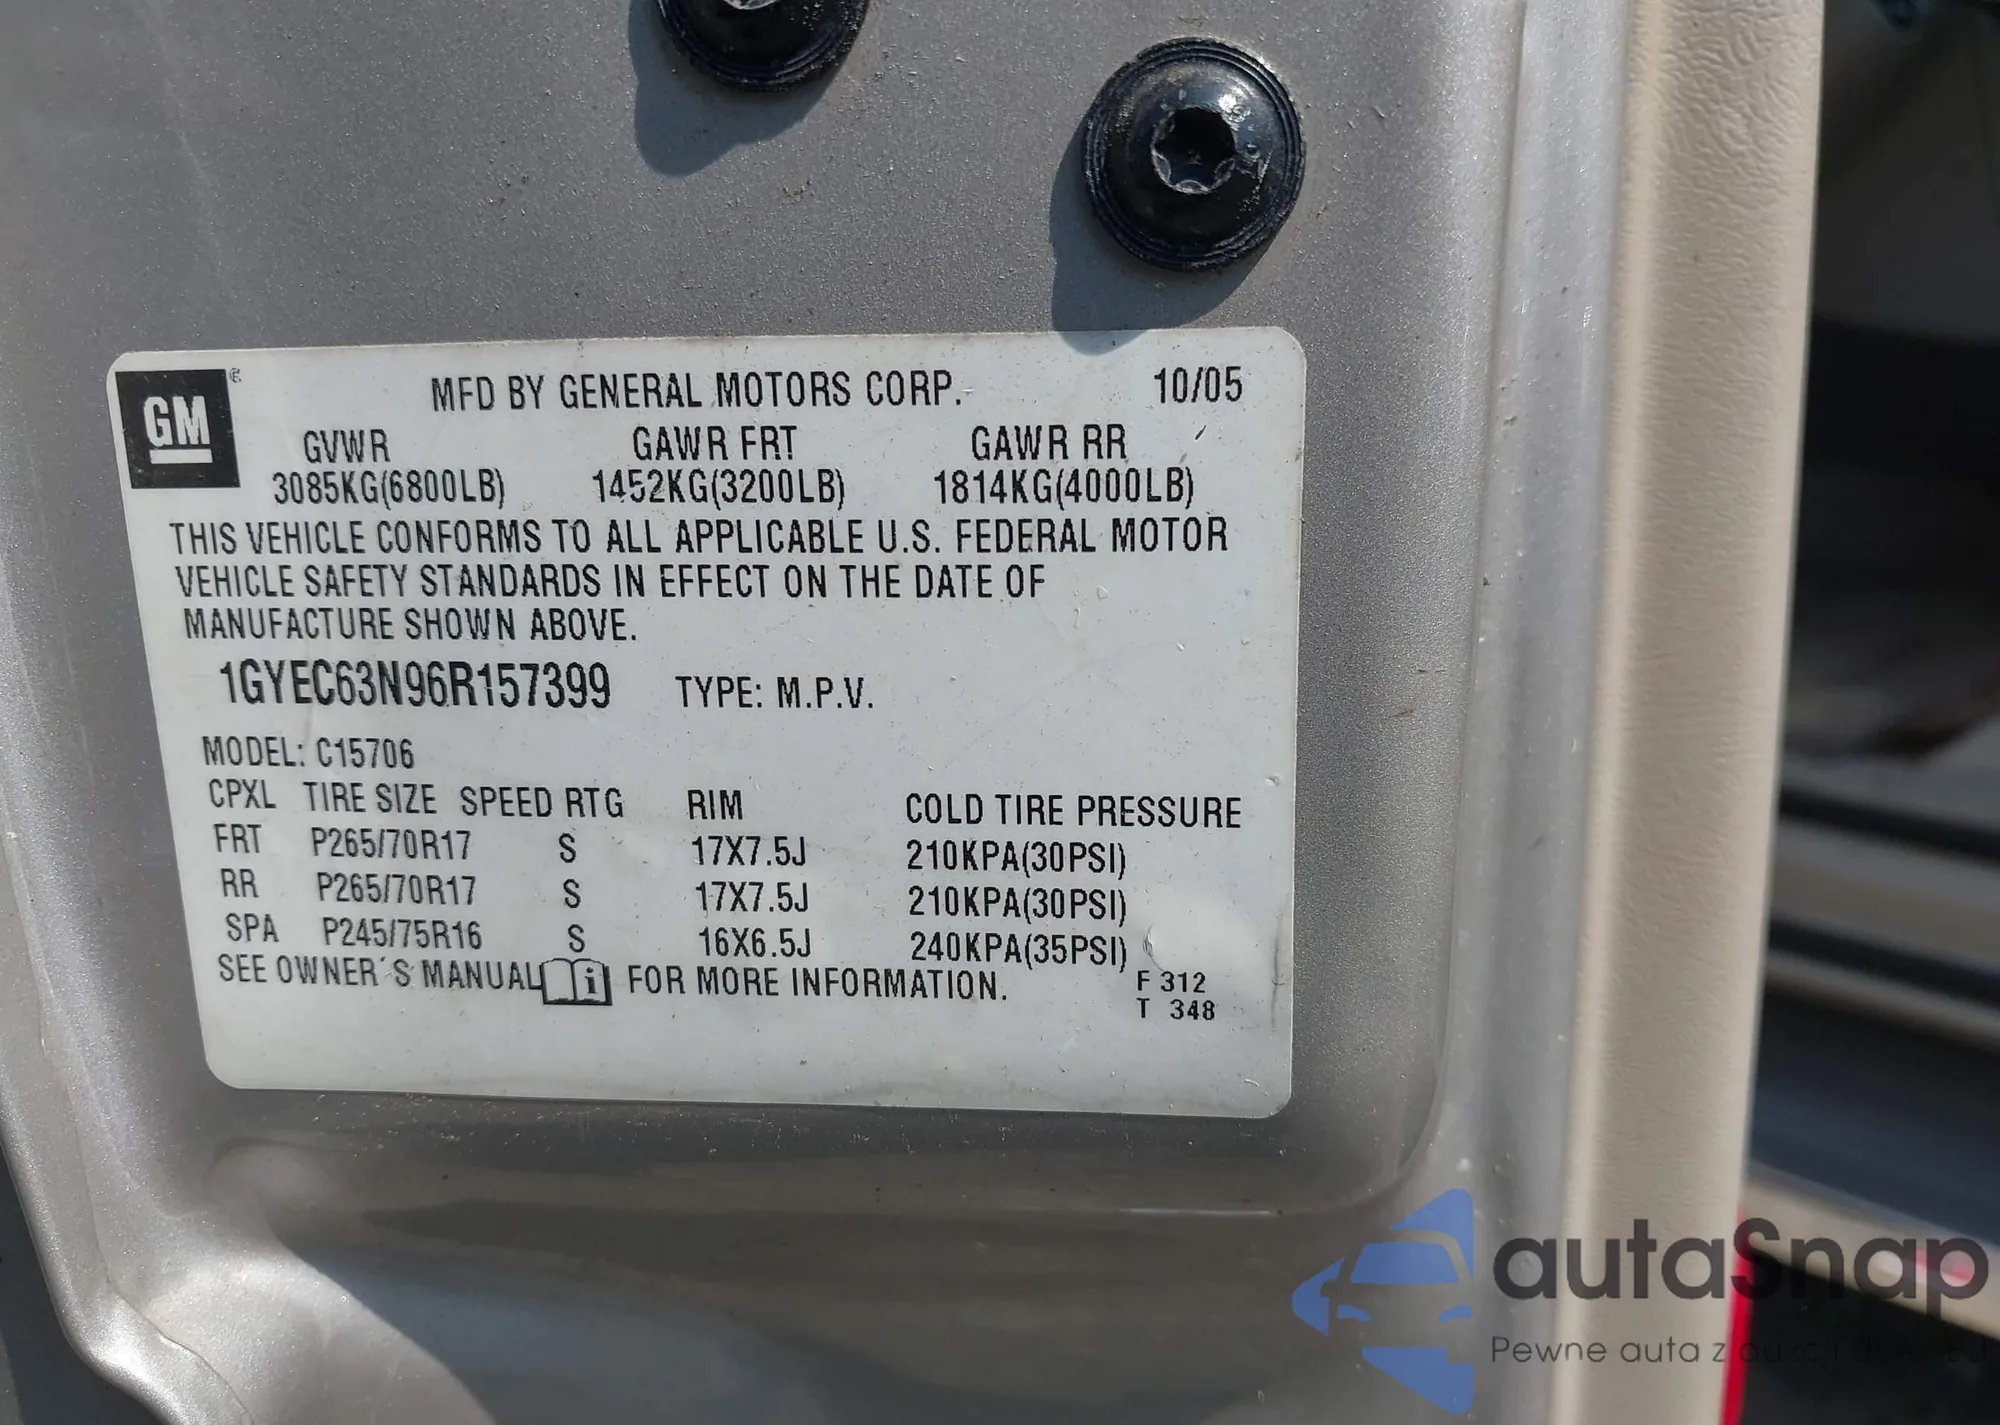 GM
MFD BY GENERAL MOTORS CORP. 10/05
GVWR GAWR FRT GAWR RR
3085KG(6800LB) 1452KG(3200LB) 1814KG(4000LB)
THIS VEHICLE CONFORMS TO ALL APPLICABLE U.S. FEDERAL MOTOR
VEHICLE SAFETY STANDARDS IN EFFECT ON THE DATE OF
MANUFACTURE SHOWN ABOVE.
1GYEC63N96R157399 TYPE: M.P.V.
MODEL: C15706
CPXL TIRE SIZE SPEED RTG RIM COLD TIRE PRESSURE
FRT P265/70R17 S 17X7.5J 210KPA(30PSI)
RR P265/70R17 S 17X7.5J 210KPA(30PSI)
SPA P245/75R16 S 16X6.5J 240KPA(35PSI)
SEE OWNER´S MANUAL FOR MORE INFORMATION.
F 312
T 348
autaSnap
Pewne auta z